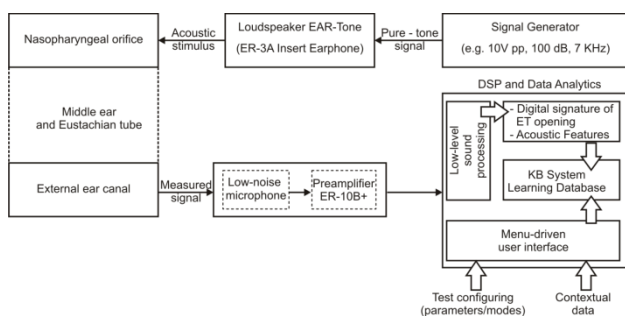 Nasopharyngeal orifice
Acoustic
stimulus
Loudspeaker EAR-Tone
(ER-3A Insert Earphone)
Pure - tone
signal
Signal Generator
(e.g. 10V pp, 100 dB, 7 KHz)
Middle ear
and Eustachian tube
External ear canal
Measured
signal
Low-noise
microphone
Preamplifier
ER-10B+
DSP and Data Analytics
Low-level
sound
processing
- Digital signature of
ET opening
- Acoustic Features
KB System
Learning Database
Menu-driven
user interface
Test configuring
(parameters/modes)
Contextual
data